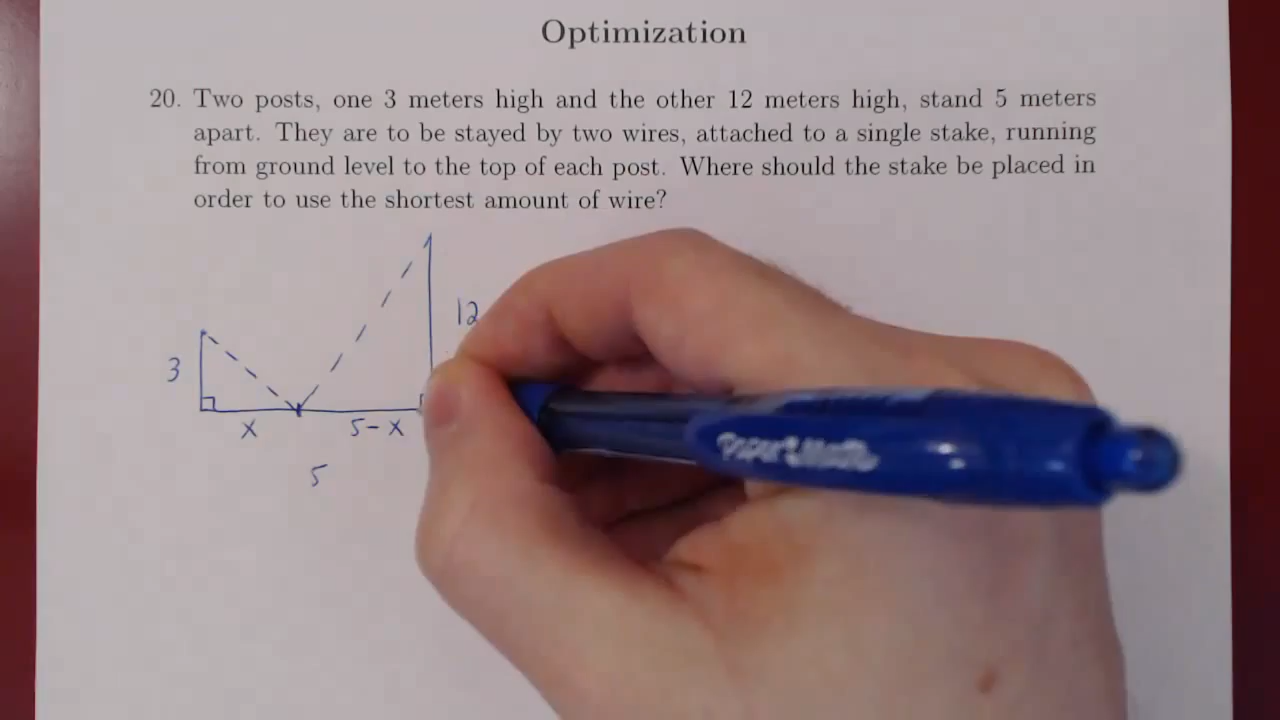 Optimization
20. Two posts, one 3 meters high and the other 12 meters high, stand 5 meters
apart. They are to be stayed by two wires, attached to a single stake, running
from ground level to the top of each post. Where should the stake be placed in
order to use the shortest amount of wire?
12
3
x
5-x
5
PaperMate